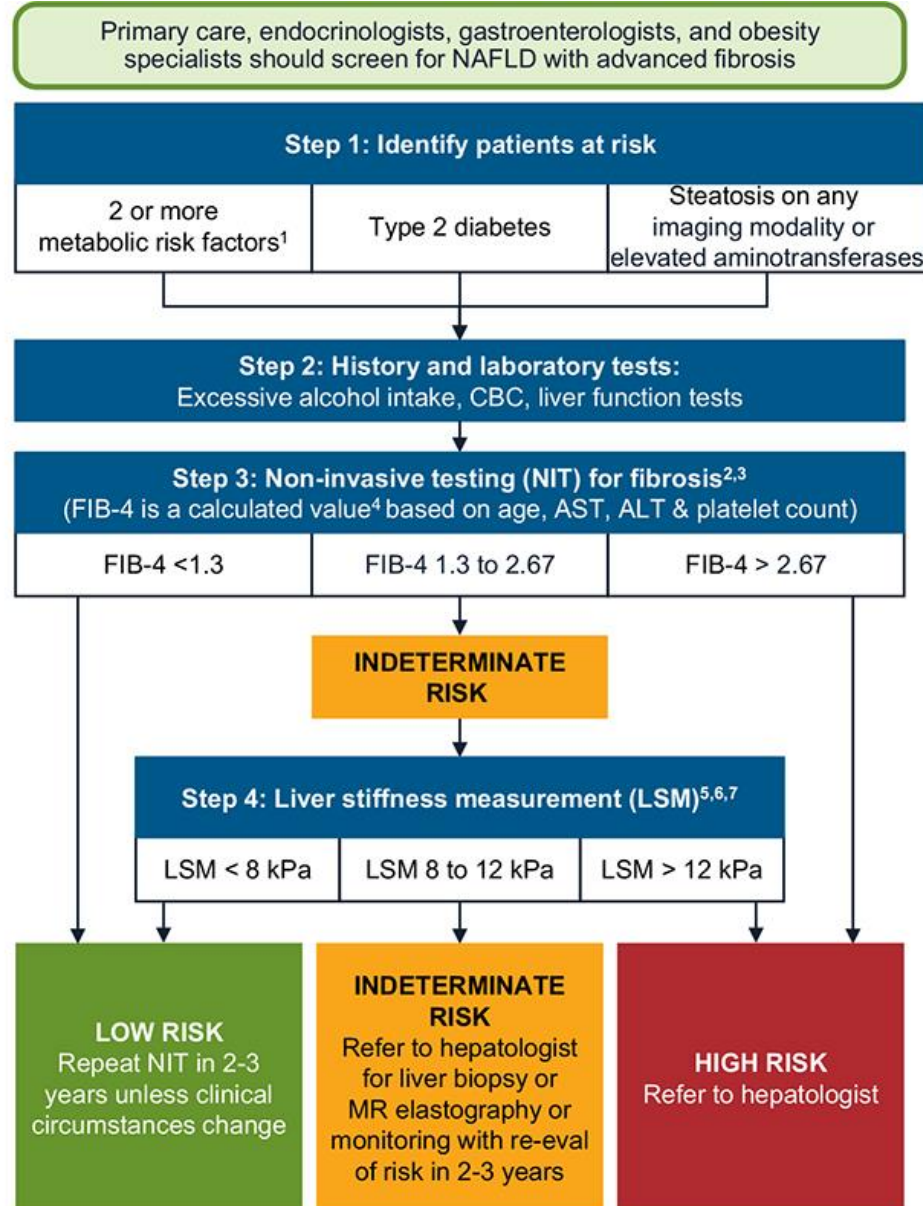 Primary care, endocrinologists, gastroenterologists, and obesity
specialists should screen for NAFLD with advanced fibrosis
Step 1: Identify patients at risk
2 or more
metabolic risk factors¹
Type 2 diabetes
Steatosis on any
imaging modality or
elevated aminotransferases
Step 2: History and laboratory tests:
Excessive alcohol intake, CBC, liver function tests
Step 3: Non-invasive testing (NIT) for fibrosis²,³
(FIB-4 is a calculated value⁴ based on age, AST, ALT & platelet count)
FIB-4 <1.3
FIB-4 1.3 to 2.67
FIB-4 > 2.67
INDETERMINATE
RISK
Step 4: Liver stiffness measurement (LSM)⁵,⁶,⁷
LSM < 8 kPa
LSM 8 to 12 kPa
LSM > 12 kPa
LOW RISK
Repeat NIT in 2-3
years unless clinical
circumstances change
INDETERMINATE
RISK
Refer to hepatologist
for liver biopsy or
MR elastography or
monitoring with re-eval
of risk in 2-3 years
HIGH RISK
Refer to hepatologist